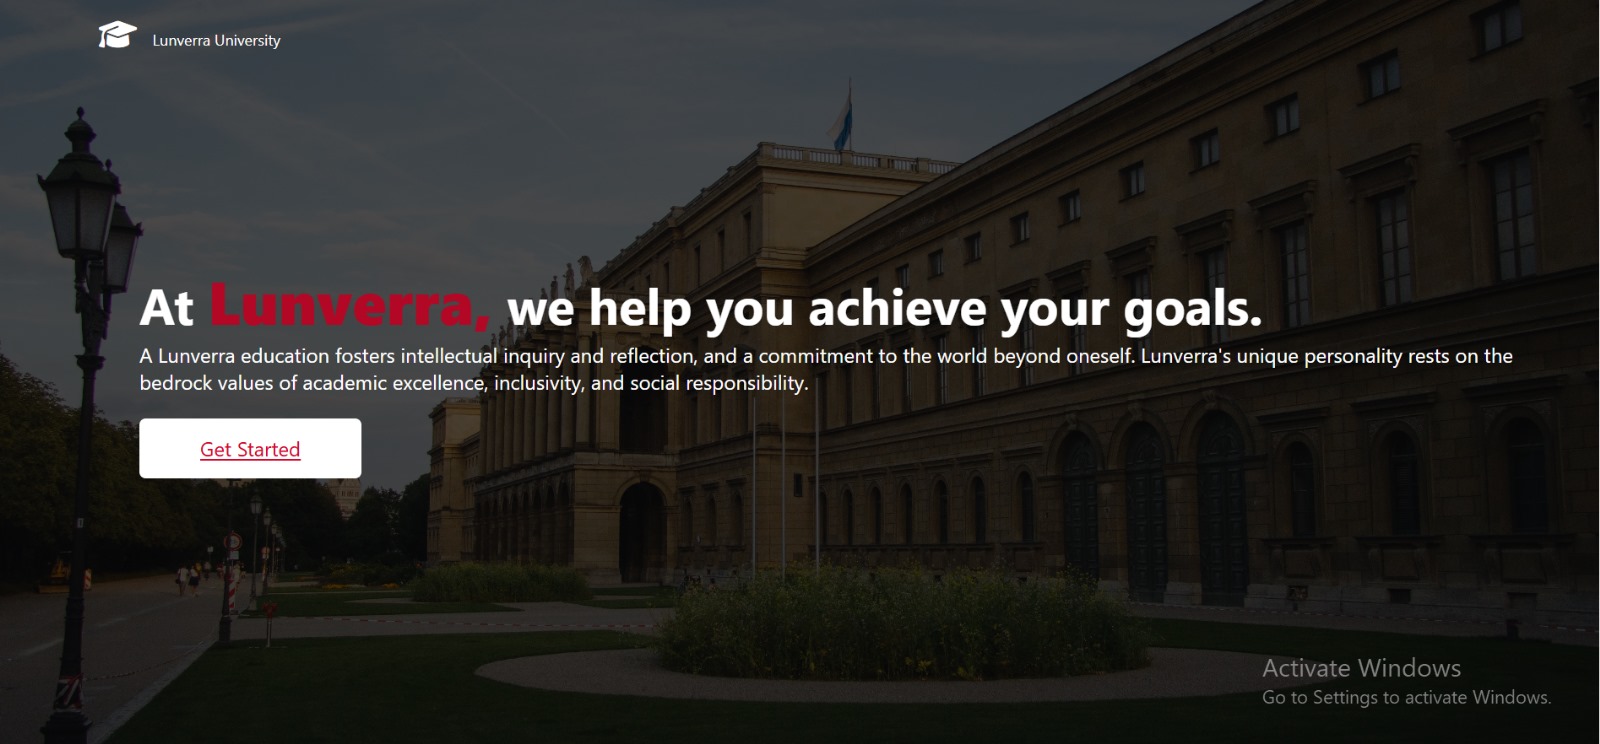 Lunverra University
At Lunverra, we help you achieve your goals.
A Lunverra education fosters intellectual inquiry and reflection, and a commitment to the world beyond oneself. Lunverra's unique personality rests on the
bedrock values of academic excellence, inclusivity, and social responsibility.
Get Started
Activate Windows
Go to Settings to activate Windows.